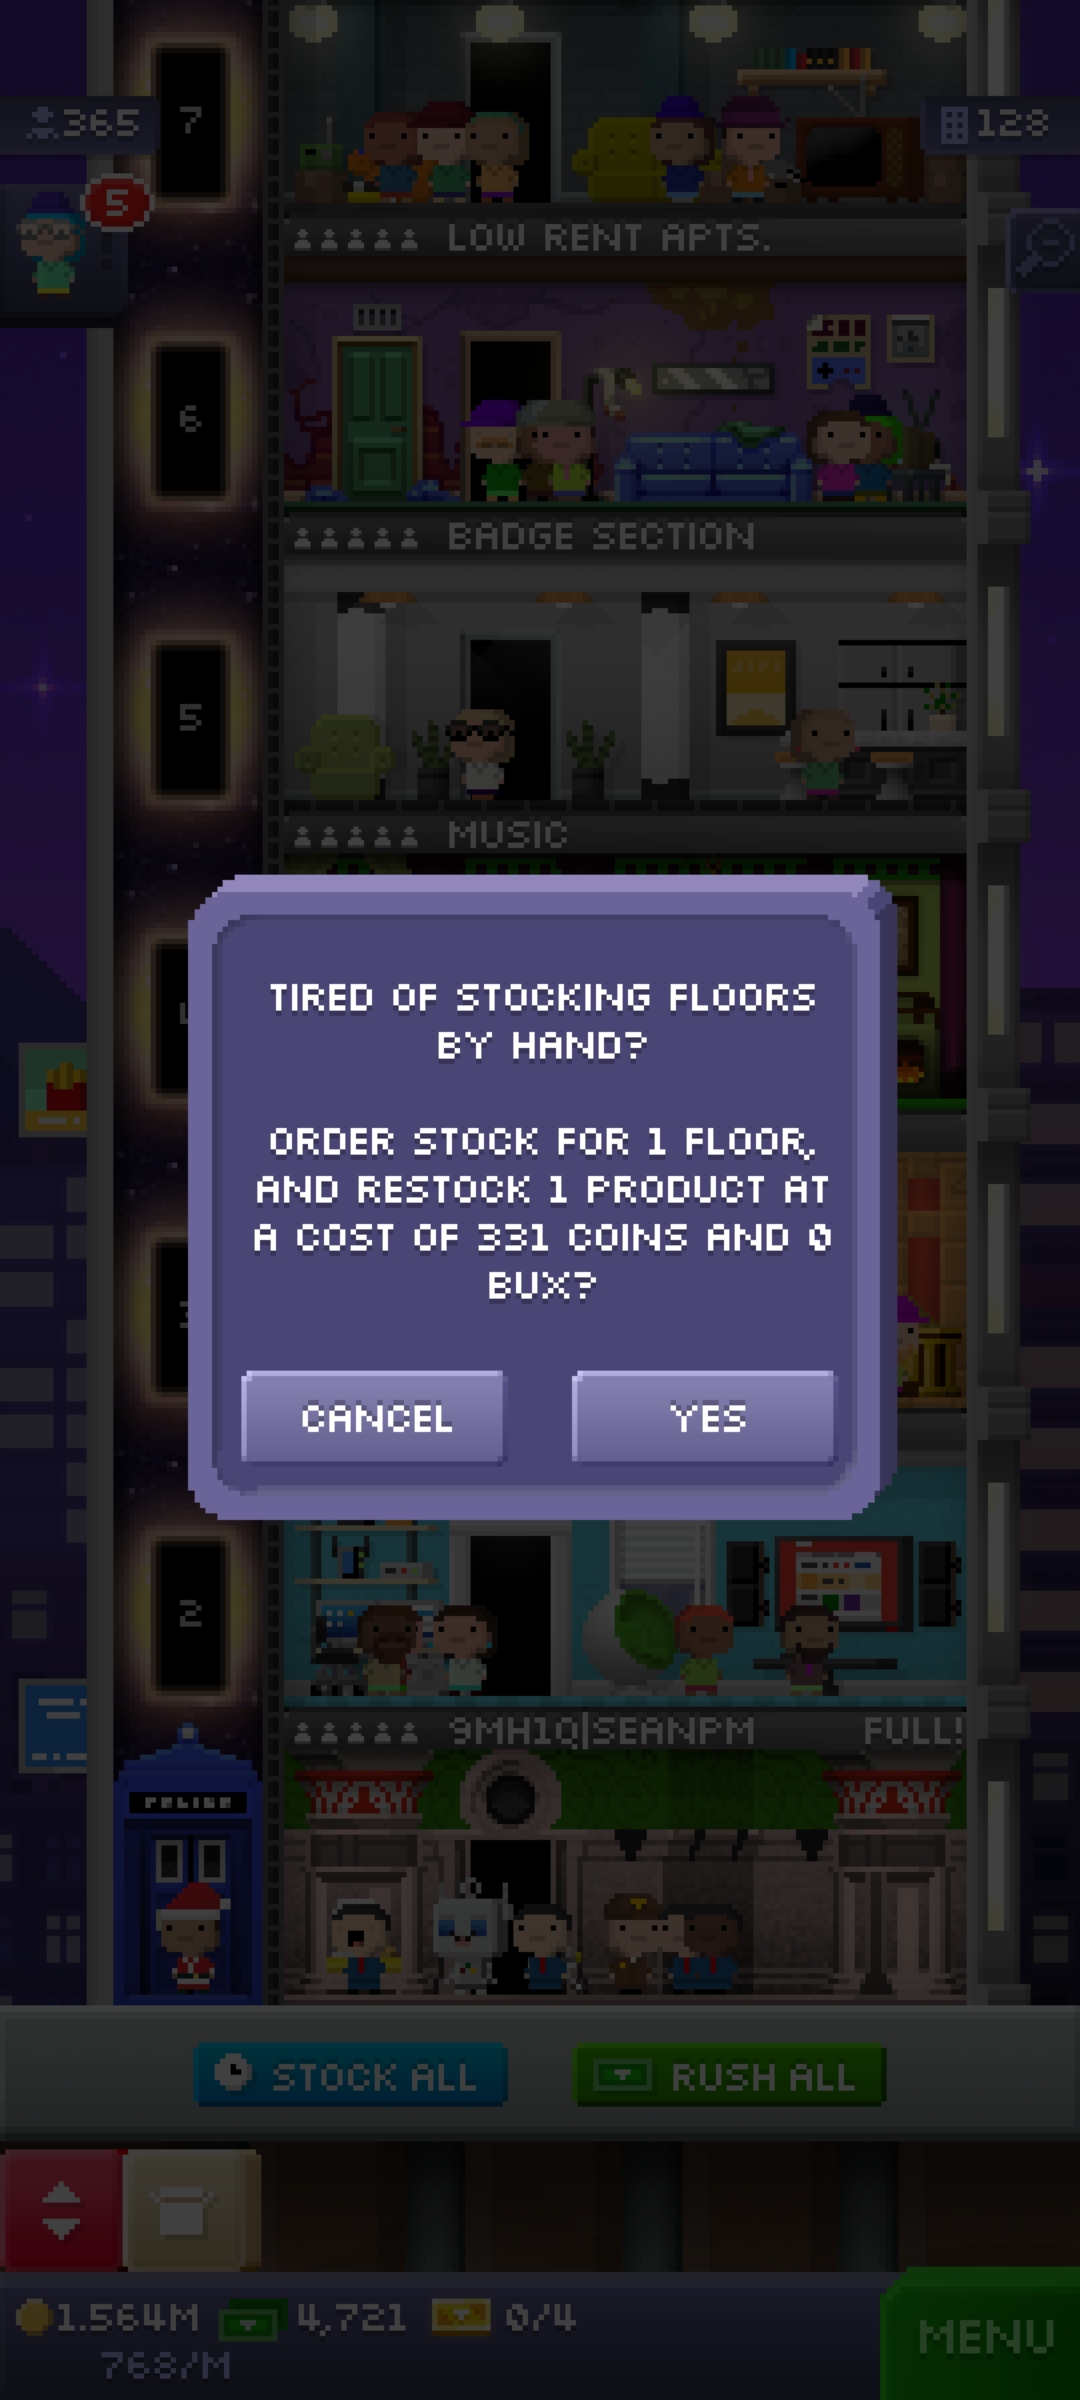 7
365
128
5
LOW RENT APTS.
6
BADGE SECTION
5
MUSIC
TIRED OF STOCKING FLOORS
BY HAND?
ORDER STOCK FOR 1 FLOOR,
AND RESTOCK 1 PRODUCT AT
A COST OF 331 COINS AND 0
BUX?
CANCEL
YES
2
9MH1Q|SEANPM
FULL!
POLICE
STOCK ALL
RUSH ALL
1.564M
4,721
0/4
768/M
MENU